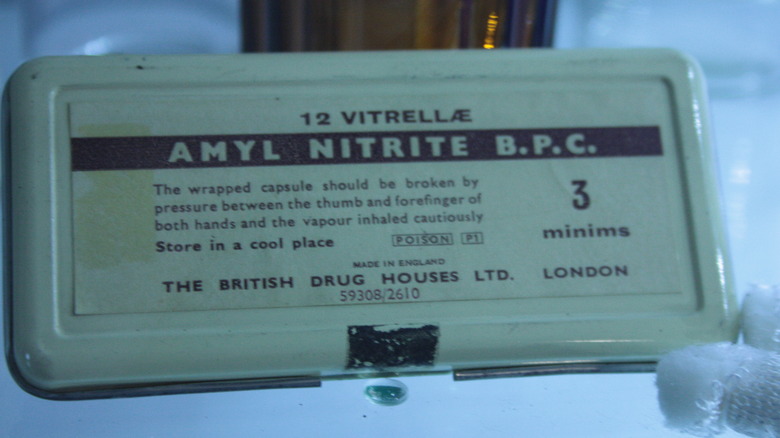 12 VITRELLÆ
AMYL NITRITE B.P.C.
The wrapped capsule should be broken by
pressure between the thumb and forefinger of
both hands and the vapour inhaled cautiously
Store in a cool place
POISON P1
3
minims
MADE IN ENGLAND
THE BRITISH DRUG HOUSES LTD. LONDON
59308/2610